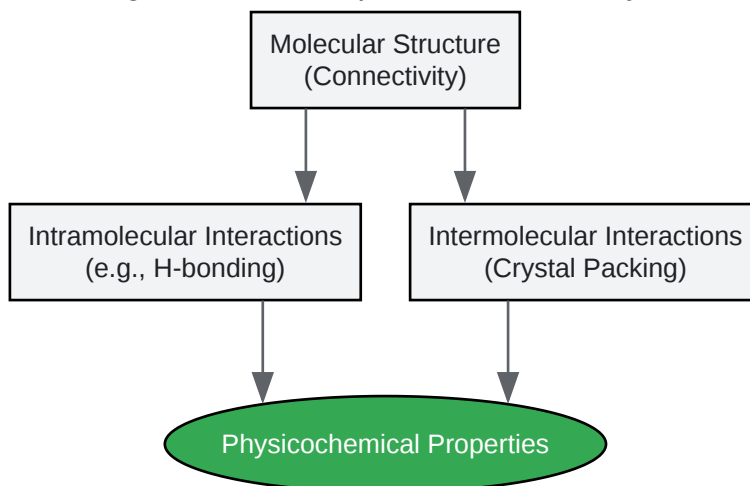 Molecular Structure
(Connectivity)
Intramolecular Interactions
(e.g., H-bonding)
Intermolecular Interactions
(Crystal Packing)
Physicochemical Properties